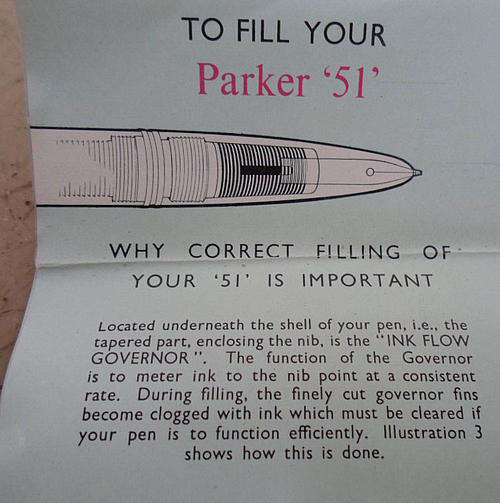 TO FILL YOUR
Parker '51'
WHY CORRECT FILLING OF
YOUR '51' IS IMPORTANT
Located underneath the shell of your pen, i.e., the
tapered part, enclosing the nib, is the "INK FLOW
GOVERNOR". The function of the Governor
is to meter ink to the nib point at a consistent
rate. During filling, the finely cut governor fins
become clogged with ink which must be cleared if
your pen is to function efficiently. Illustration 3
shows how this is done.